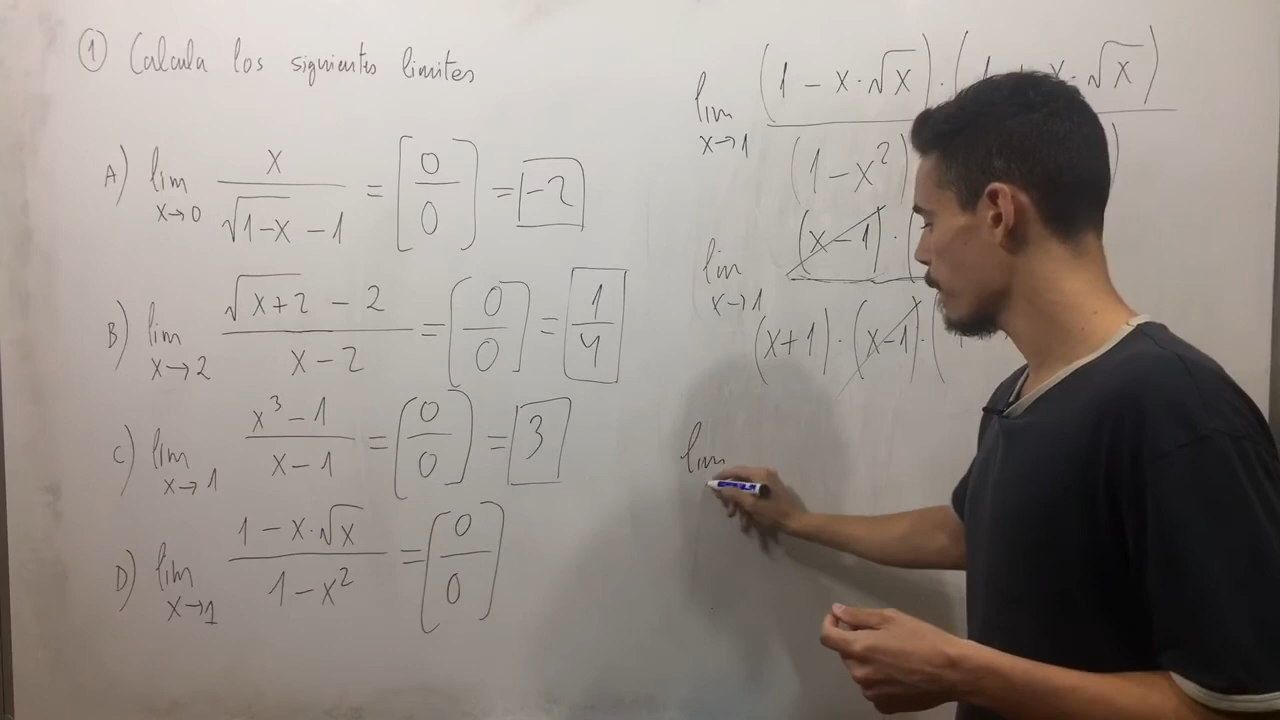 ① Calcula los siguientes limites
A) lim x→0 x / (√(1-x) - 1) = [0/0] = -2
B) lim x→2 (√(x+2) - 2) / (x - 2) = [0/0] = 1/4
C) lim x→1 (x³ - 1) / (x - 1) = [0/0] = 3
D) lim x→1 (1 - x·√x) / (1 - x²) = [0/0]
lim x→1 (1 - x·√x)·(1 + x·√x) / (1 - x²)
lim x→1 (x - 1)·( / (x+1)·(x-1)·(
lim